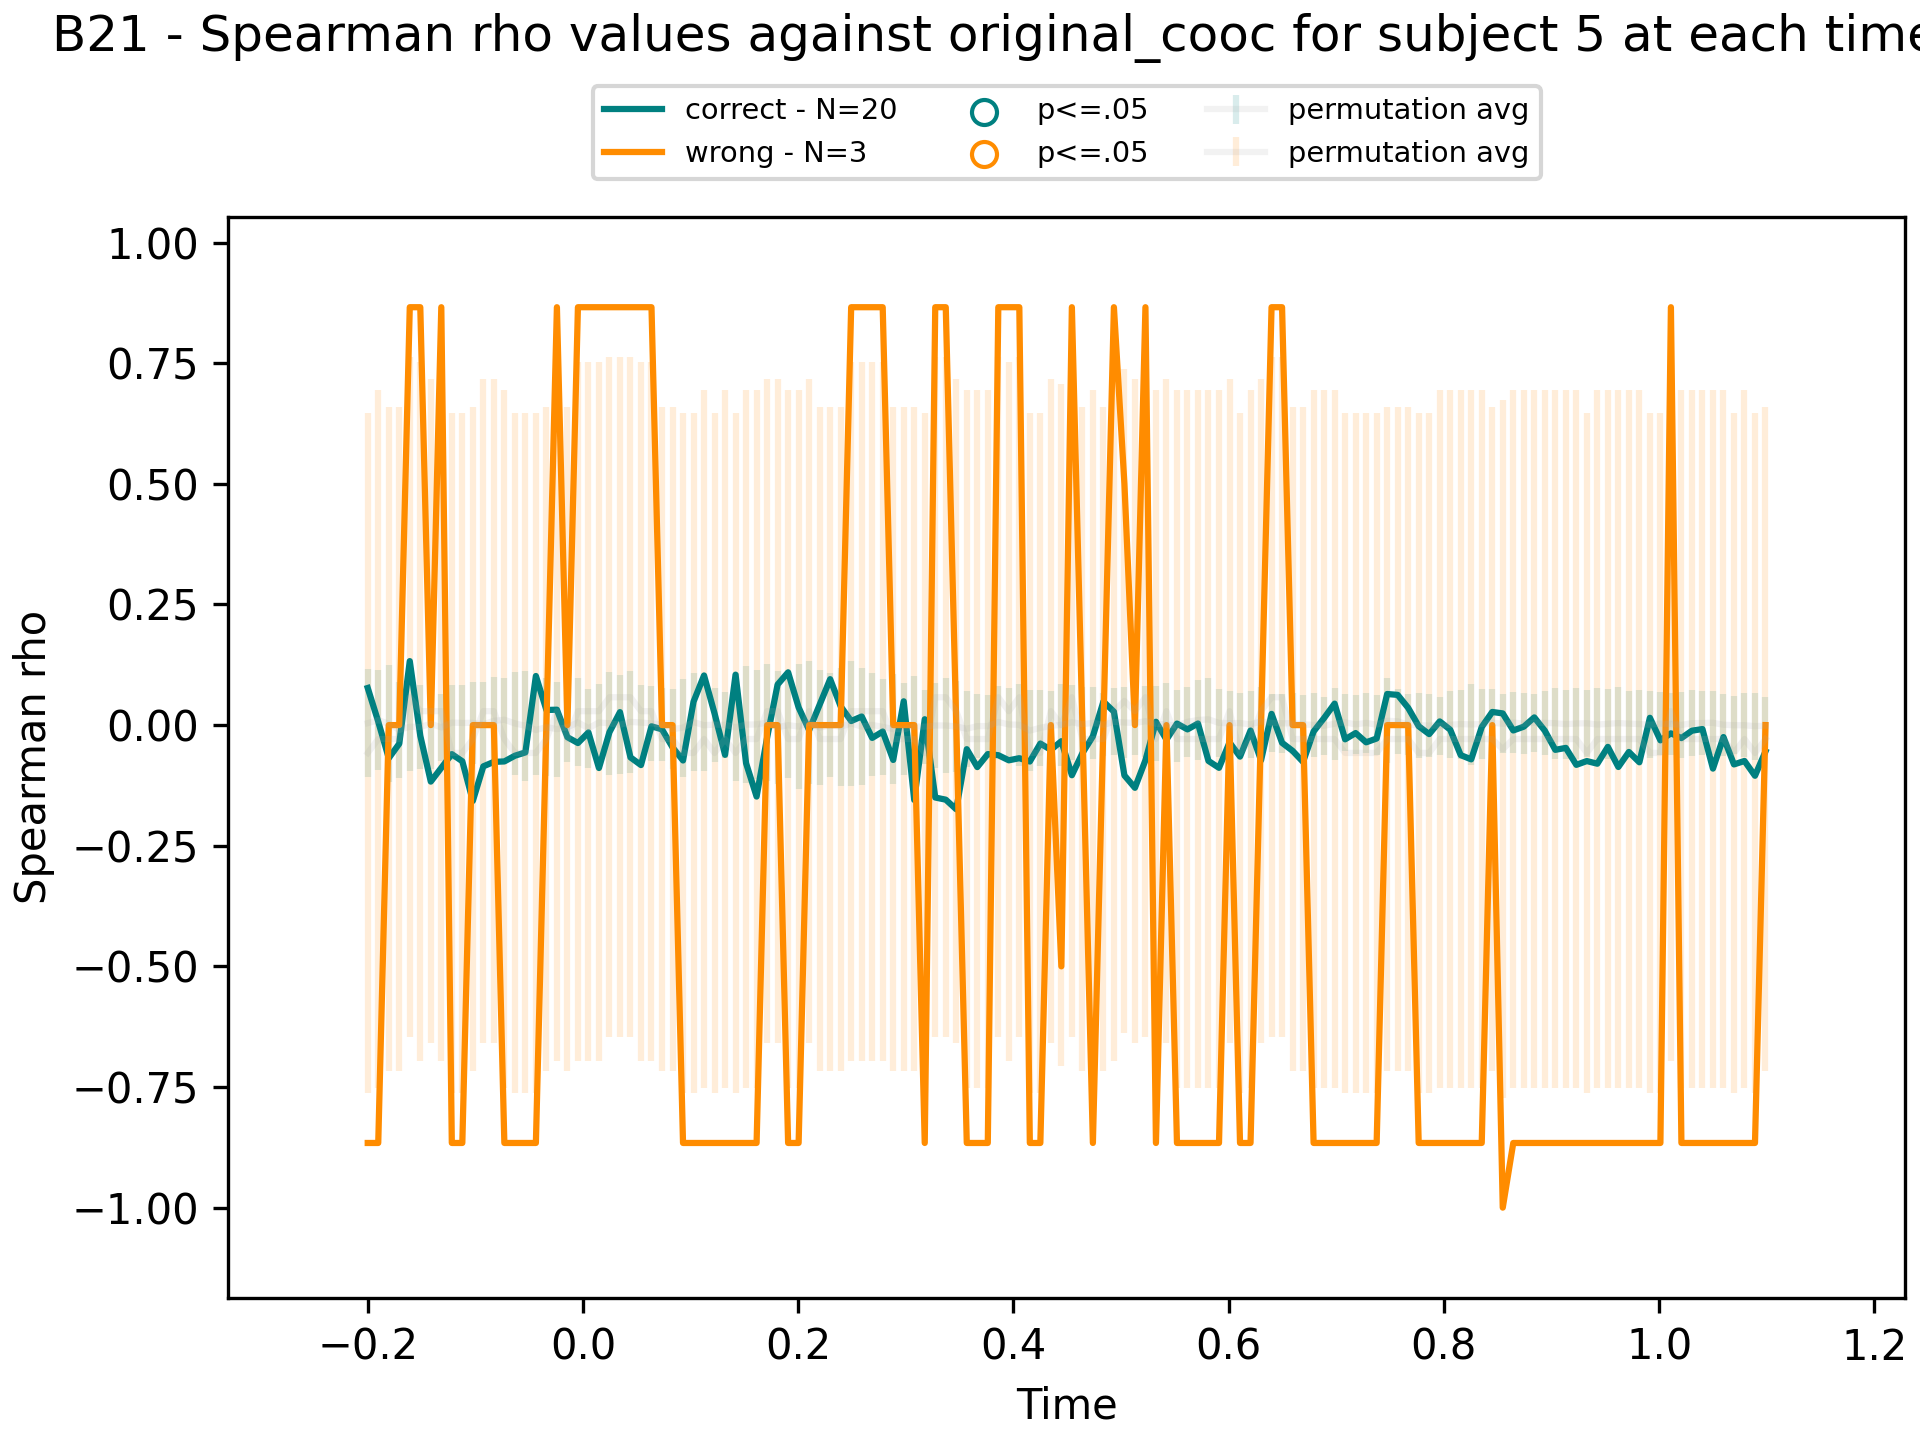 B21 - Spearman rho values against original_cooc for subject 5 at each time
correct - N=20 p<=.05 permutation avg
wrong - N=3 p<=.05 permutation avg
1.00
0.75
0.50
0.25
0.00
−0.25
−0.50
−0.75
−1.00
Spearman rho
−0.2 0.0 0.2 0.4 0.6 0.8 1.0 1.2
Time